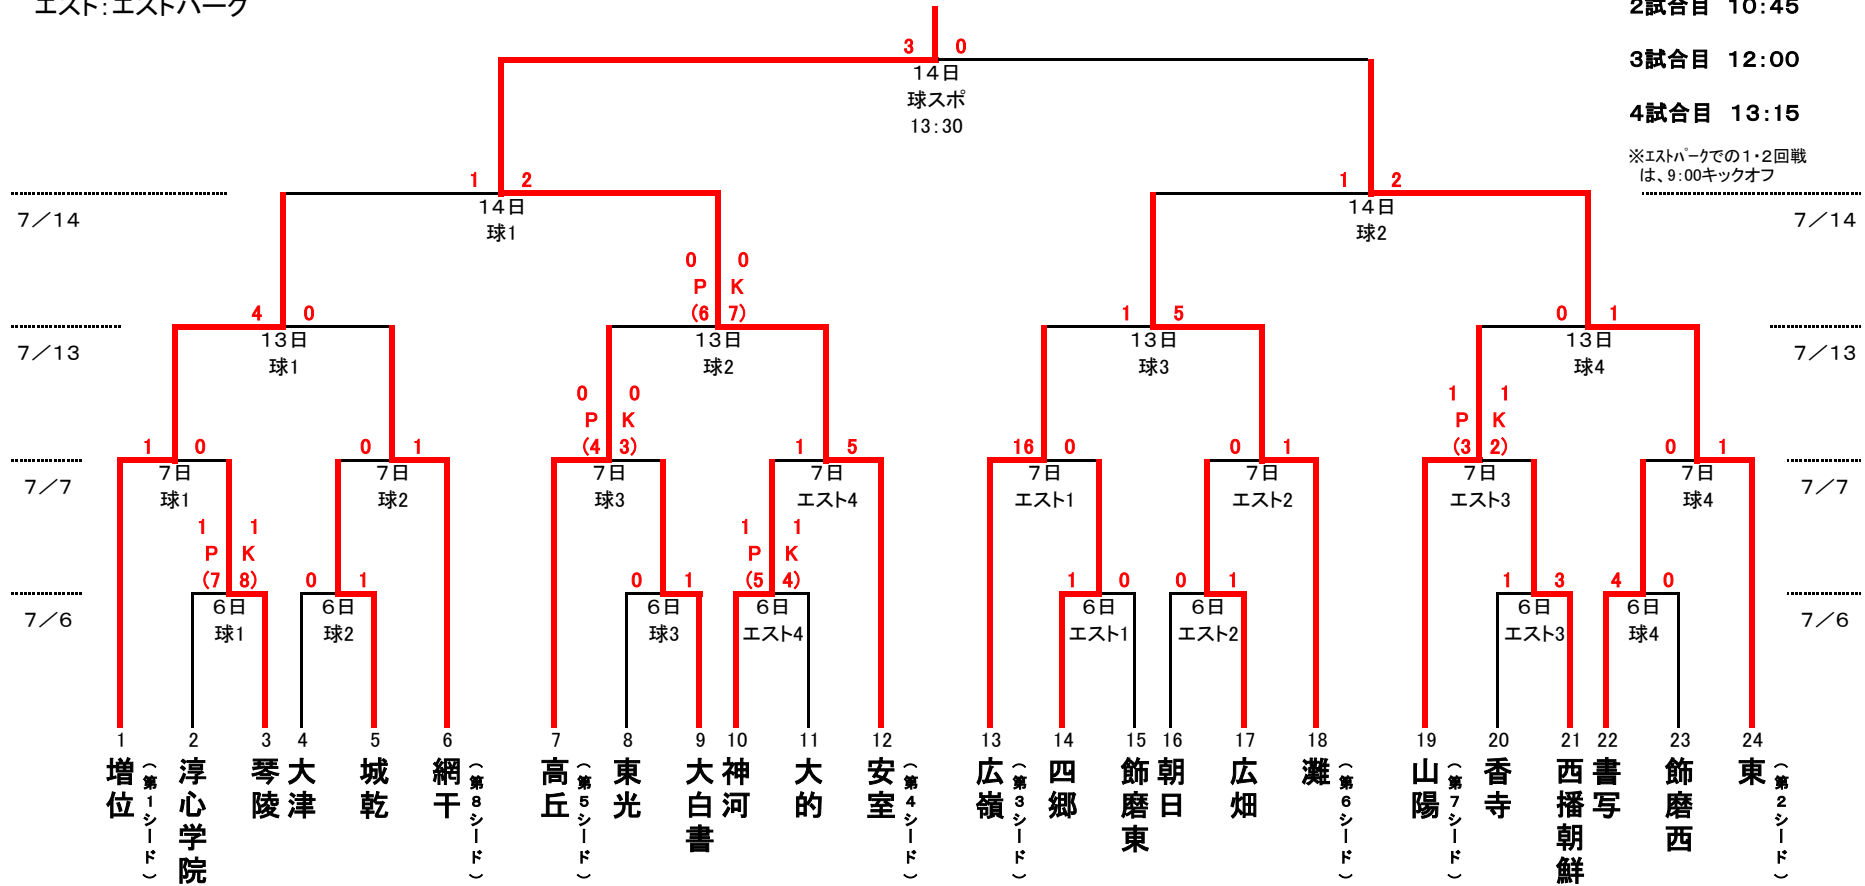 エスト：エストパーク
2試合目 10：45
3 0
14日
3試合目 12：00
球スポ
13：30
4試合目 13：15
※エストパークでの1・2回戦
は、9：00キックオフ
1 2
1 2
7／14
14日
14日
7／14
球1
球2
0 0
P K
4 0
(6 7)
1 5
0 1
7／13
13日
13日
13日
13日
7／13
球1
球2
球3
球4
0 0
1 1
P K
P K
1 0
0 1
(4 3)
1 5
16 0
0 1
(3 2)
0 1
7／7
7日
7日
7日
7日
7日
7日
7日
7日
7／7
球1
球2
球3
エスト4
エスト1
エスト2
エスト3
球4
1 1
1 1
P K
P K
(7 8)
0 1
0 1
(5 4)
1 0
0 1
1 3
4 0
7／6
6日
6日
6日
6日
6日
6日
6日
6日
7／6
球1
球2
球3
エスト4
エスト1
エスト2
エスト3
球4
1 2 3 4 5 6 7 8 9 10 11 12 13 14 15 16 17 18 19 20 21 22 23 24
増位
（第1シード）
淳心学院
琴陵
大津
城乾
網干
（第8シード）
高丘
（第5シード）
東光
大白書
神河
大的
安室
（第4シード）
広嶺
（第3シード）
四郷
飾磨東
朝日
広畑
灘
（第6シード）
山陽
（第7シード）
香寺
西播朝鮮
書写
飾磨西
東
（第2シード）